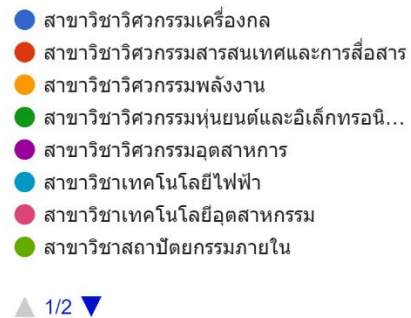 สาขาวิชาวิศวกรรมเครื่องกล
สาขาวิชาวิศวกรรมสารสนเทศและการสื่อสาร
สาขาวิชาวิศวกรรมพลังงาน
สาขาวิชาวิศวกรรมหุ่นยนต์และอิเล็กทรอนิ...
สาขาวิชาวิศวกรรมอุตสาหการ
สาขาวิชาเทคโนโลยีไฟฟ้า
สาขาวิชาเทคโนโลยีอุตสาหกรรม
สาขาวิชาสถาปัตยกรรมภายใน
1/2